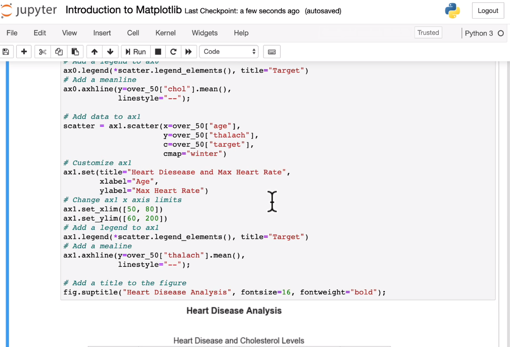 jupyter Introduction to Matplotlib Last Checkpoint: a few seconds ago (autosaved) Logout
File Edit View Insert Cell Kernel Widgets Help Trusted Python 3
Run Code
# Add a legend to ax0
ax0.legend(*scatter.legend_elements(), title="Target")
# Add a meanline
ax0.axhline(y=over_50["chol"].mean(),
linestyle="--");
# Add data to ax1
scatter = ax1.scatter(x=over_50["age"],
y=over_50["thalach"],
c=over_50["target"],
cmap="winter")
# Customize ax1
ax1.set(title="Heart Diesease and Max Heart Rate",
xlabel="Age",
ylabel="Max Heart Rate")
# Change ax1 x axis limits
ax1.set_xlim([50, 80])
ax1.set_ylim([60, 200])
# Add a legend to ax1
ax1.legend(*scatter.legend_elements(), title="Target")
# Add a mealine
ax1.axhline(y=over_50["thalach"].mean(),
linestyle="--");
# Add a title to the figure
fig.suptitle("Heart Disease Analysis", fontsize=16, fontweight="bold");
Heart Disease Analysis
Heart Disease and Cholesterol Levels